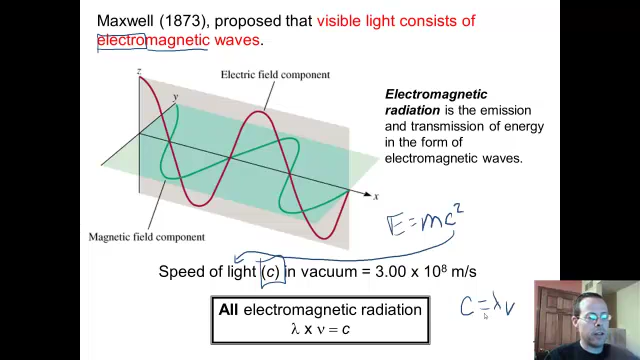 Maxwell (1873), proposed that visible light consists of
electromagnetic waves.
Electric field component
z
y
x
Magnetic field component
Electromagnetic
radiation is the emission
and transmission of energy
in the form of
electromagnetic waves.
E=mc²
Speed of light (c) in vacuum = 3.00 x 10⁸ m/s
All electromagnetic radiation
λ x ν = c
C=λν